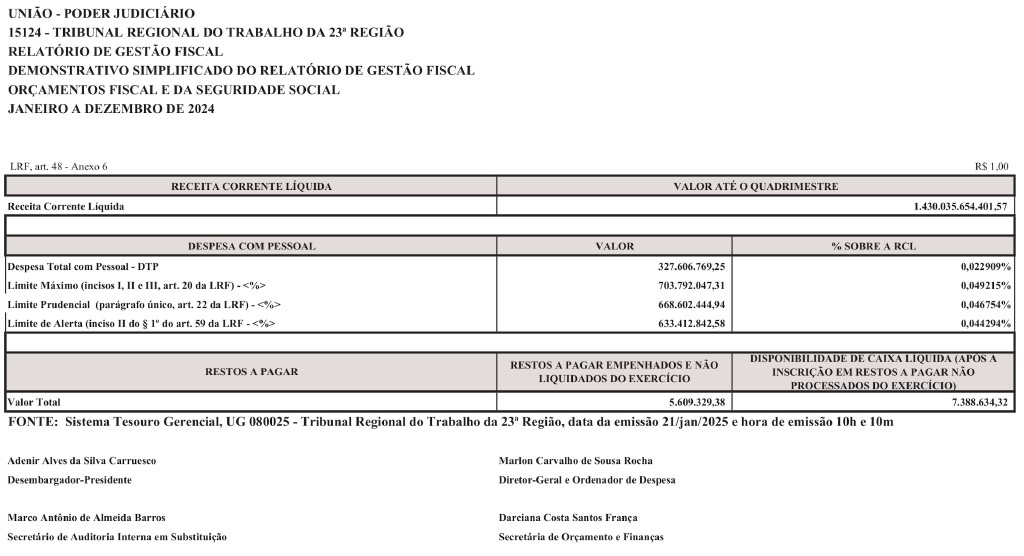 UNIÃO - PODER JUDICIÁRIO
15124 - TRIBUNAL REGIONAL DO TRABALHO DA 23ª REGIÃO
RELATÓRIO DE GESTÃO FISCAL
DEMONSTRATIVO SIMPLIFICADO DO RELATÓRIO DE GESTÃO FISCAL
ORÇAMENTOS FISCAL E DA SEGURIDADE SOCIAL
JANEIRO A DEZEMBRO DE 2024
LRF, art. 48 - Anexo 6 R$ 1,00
RECEITA CORRENTE LÍQUIDA VALOR ATÉ O QUADRIMESTRE
Receita Corrente Líquida 1.430.035.654.401,57
DESPESA COM PESSOAL VALOR % SOBRE A RCL
Despesa Total com Pessoal - DTP 327.606.769,25 0,022909%
Limite Máximo (incisos I, II e III, art. 20 da LRF) - <%> 703.792.047,31 0,049215%
Limite Prudencial (parágrafo único, art. 22 da LRF) - <%> 668.602.444,94 0,046754%
Limite de Alerta (inciso II do § 1º do art. 59 da LRF - <%> 633.412.842,58 0,044294%
RESTOS A PAGAR RESTOS A PAGAR EMPENHADOS E NÃO LIQUIDADOS DO EXERCÍCIO DISPONIBILIDADE DE CAIXA LÍQUIDA (APÓS A INSCRIÇÃO EM RESTOS A PAGAR NÃO PROCESSADOS DO EXERCÍCIO)
Valor Total 5.609.329,38 7.388.634,32
FONTE: Sistema Tesouro Gerencial, UG 080025 - Tribunal Regional do Trabalho da 23ª Região, data da emissão 21/jan/2025 e hora de emissão 10h e 10m
Adenir Alves da Silva Carruesco Marlon Carvalho de Sousa Rocha
Desembargador-Presidente Diretor-Geral e Ordenador de Despesa
Marco Antônio de Almeida Barros Darciana Costa Santos França
Secretário de Auditoria Interna em Substituição Secretária de Orçamento e Finanças